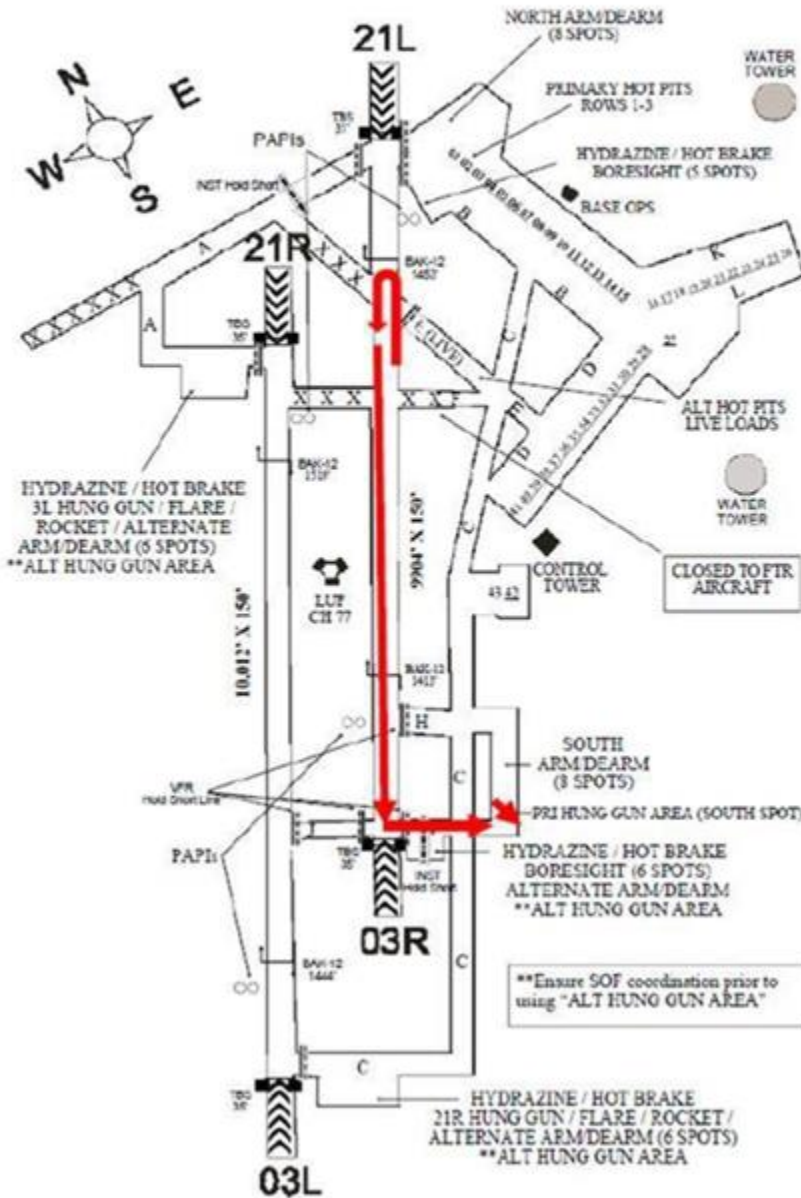 NORTH ARM/DEARM
(8 SPOTS)
21L
WATER
TOWER
N
E
W
S
PRIMARY HOT PITS
ROWS 1-3
PAPIs
HYDRAZINE / HOT BRAKE
BORESIGHT (5 SPOTS)
INST Hold Short
BASE OPS
21R
A
B
K
L
BAK-12
A
B
C
D
E (LIVE)
X X X X X X
X X X
X X
X X
F
E
D
ALT HOT PITS
LIVE LOADS
BAK-12
HYDRAZINE / HOT BRAKE
3L HUNG GUN / FLARE /
ROCKET / ALTERNATE
ARM/DEARM (6 SPOTS)
**ALT HUNG GUN AREA
WATER
TOWER
C
CONTROL
TOWER
CLOSED TO FTR
AIRCRAFT
LUF
CH 77
9904' X 150'
10,012' X 150'
43 42
BAK-12
H
SOUTH
ARM/DEARM
(8 SPOTS)
C
VFR
Hold Short Line
PRI HUNG GUN AREA (SOUTH SPOT)
PAPIs
INST
Hold Short
HYDRAZINE / HOT BRAKE
BORESIGHT (6 SPOTS)
ALTERNATE ARM/DEARM
**ALT HUNG GUN AREA
03R
BAK-12
1444'
C
**Ensure SOF coordination prior to
using "ALT HUNG GUN AREA"
C
HYDRAZINE / HOT BRAKE
21R HUNG GUN / FLARE / ROCKET /
ALTERNATE ARM/DEARM (6 SPOTS)
**ALT HUNG GUN AREA
03L